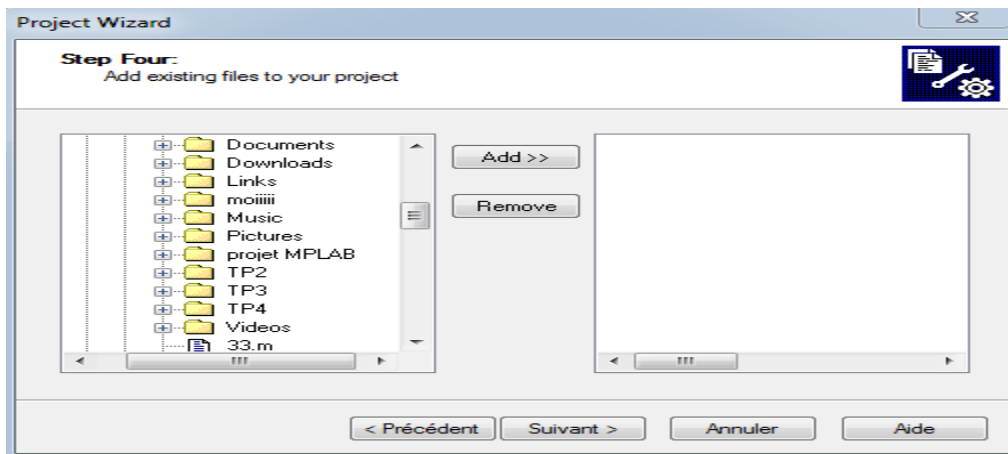 Project Wizard
Step Four:
Add existing files to your project
Documents
Downloads
Links
moiiiii
Music
Pictures
projet MPLAB
TP2
TP3
TP4
Videos
33.m
Add >>
Remove
< Précédent
Suivant >
Annuler
Aide